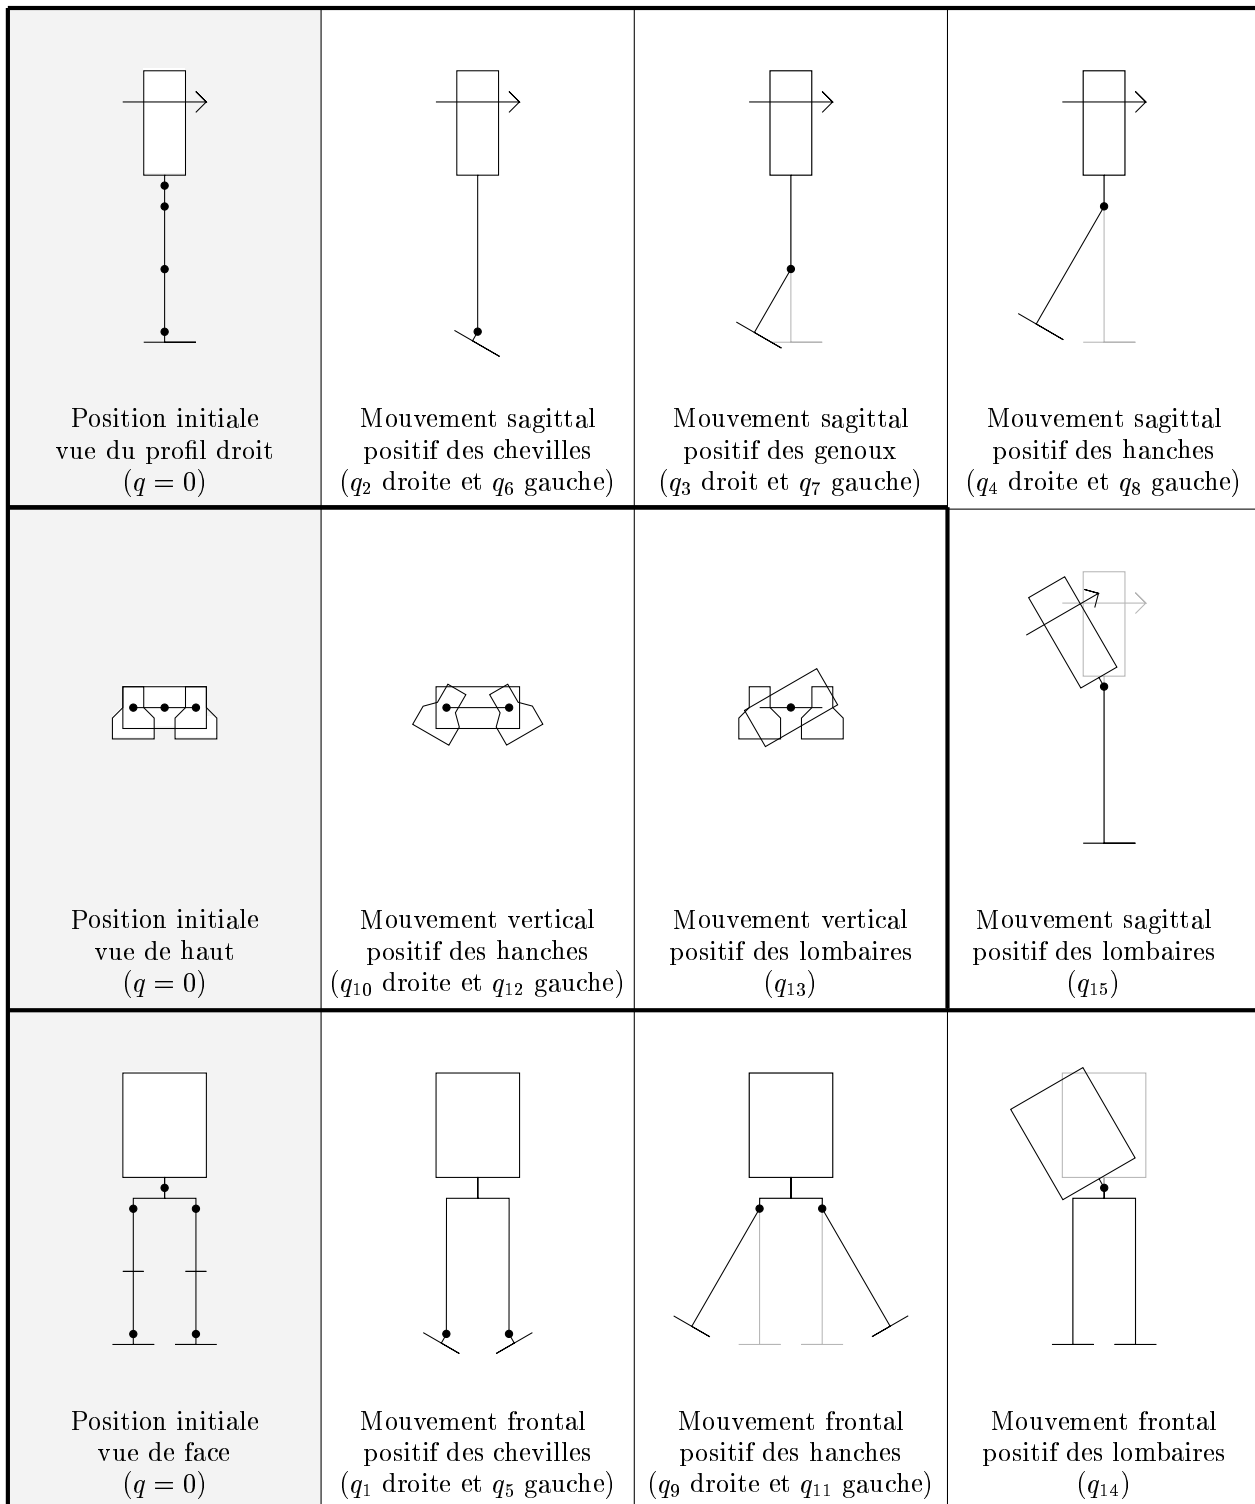 Position initiale
vue du profil droit
(q = 0)
Mouvement sagittal
positif des chevilles
(q₂ droite et q₆ gauche)
Mouvement sagittal
positif des genoux
(q₃ droit et q₇ gauche)
Mouvement sagittal
positif des hanches
(q₄ droite et q₈ gauche)
Position initiale
vue de haut
(q = 0)
Mouvement vertical
positif des hanches
(q₁₀ droite et q₁₂ gauche)
Mouvement vertical
positif des lombaires
(q₁₃)
Mouvement sagittal
positif des lombaires
(q₁₅)
Position initiale
vue de face
(q = 0)
Mouvement frontal
positif des chevilles
(q₁ droite et q₅ gauche)
Mouvement frontal
positif des hanches
(q₉ droite et q₁₁ gauche)
Mouvement frontal
positif des lombaires
(q₁₄)